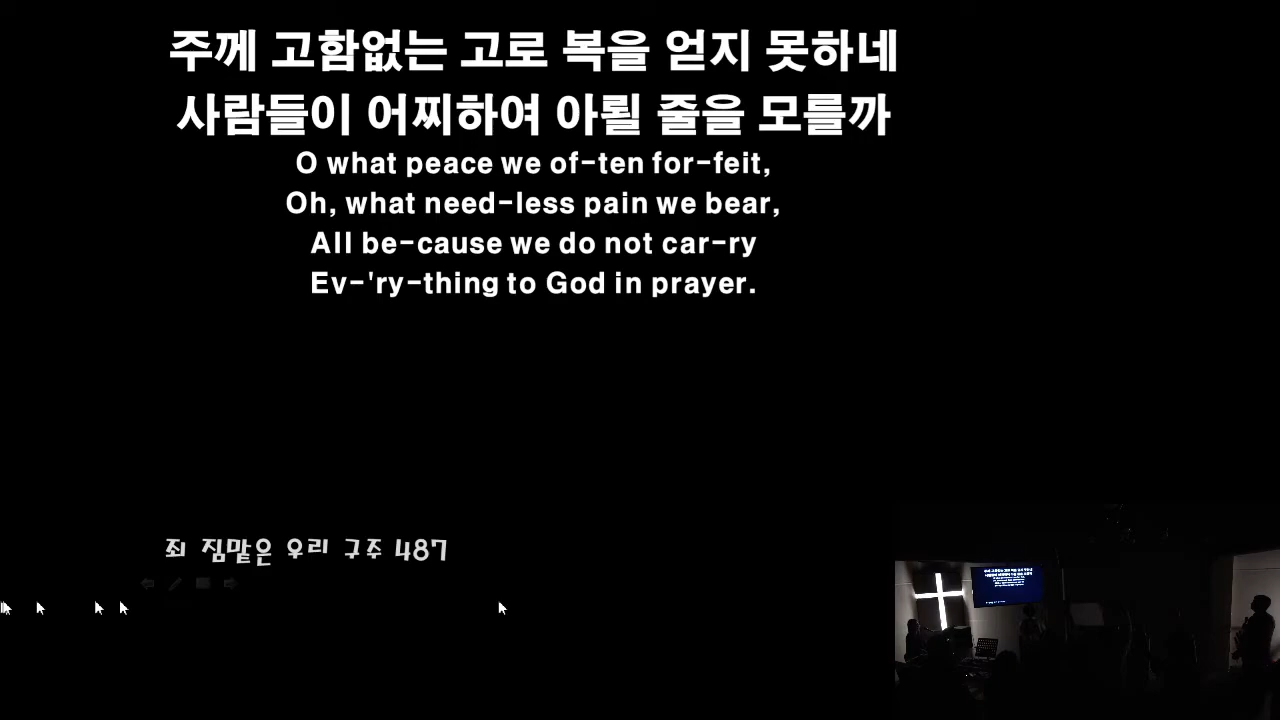 주께 고함없는 고로 복을 얻지 못하네
사람들이 어찌하여 아뢸 줄을 모를까
O what peace we of-ten for-feit,
Oh, what need-less pain we bear,
All be-cause we do not car-ry
Ev-'ry-thing to God in prayer.
죄 짐맡은 우리 구주 487